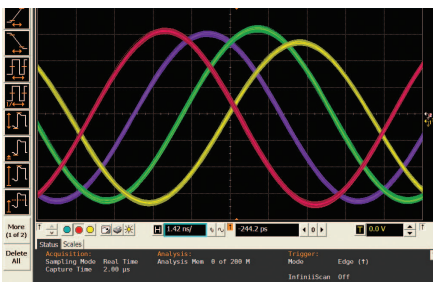 More
(1 of 2)
Delete
All
H 1.42 ns/ -244.2 ps 0 T 0.0 V
Status Scales
Acquisition: Analysis: Trigger:
Sampling Mode Real Time Analysis Mem 0 of 200 M Mode Edge (↑)
Capture Time 2.00 µs
InfiniiScan Off